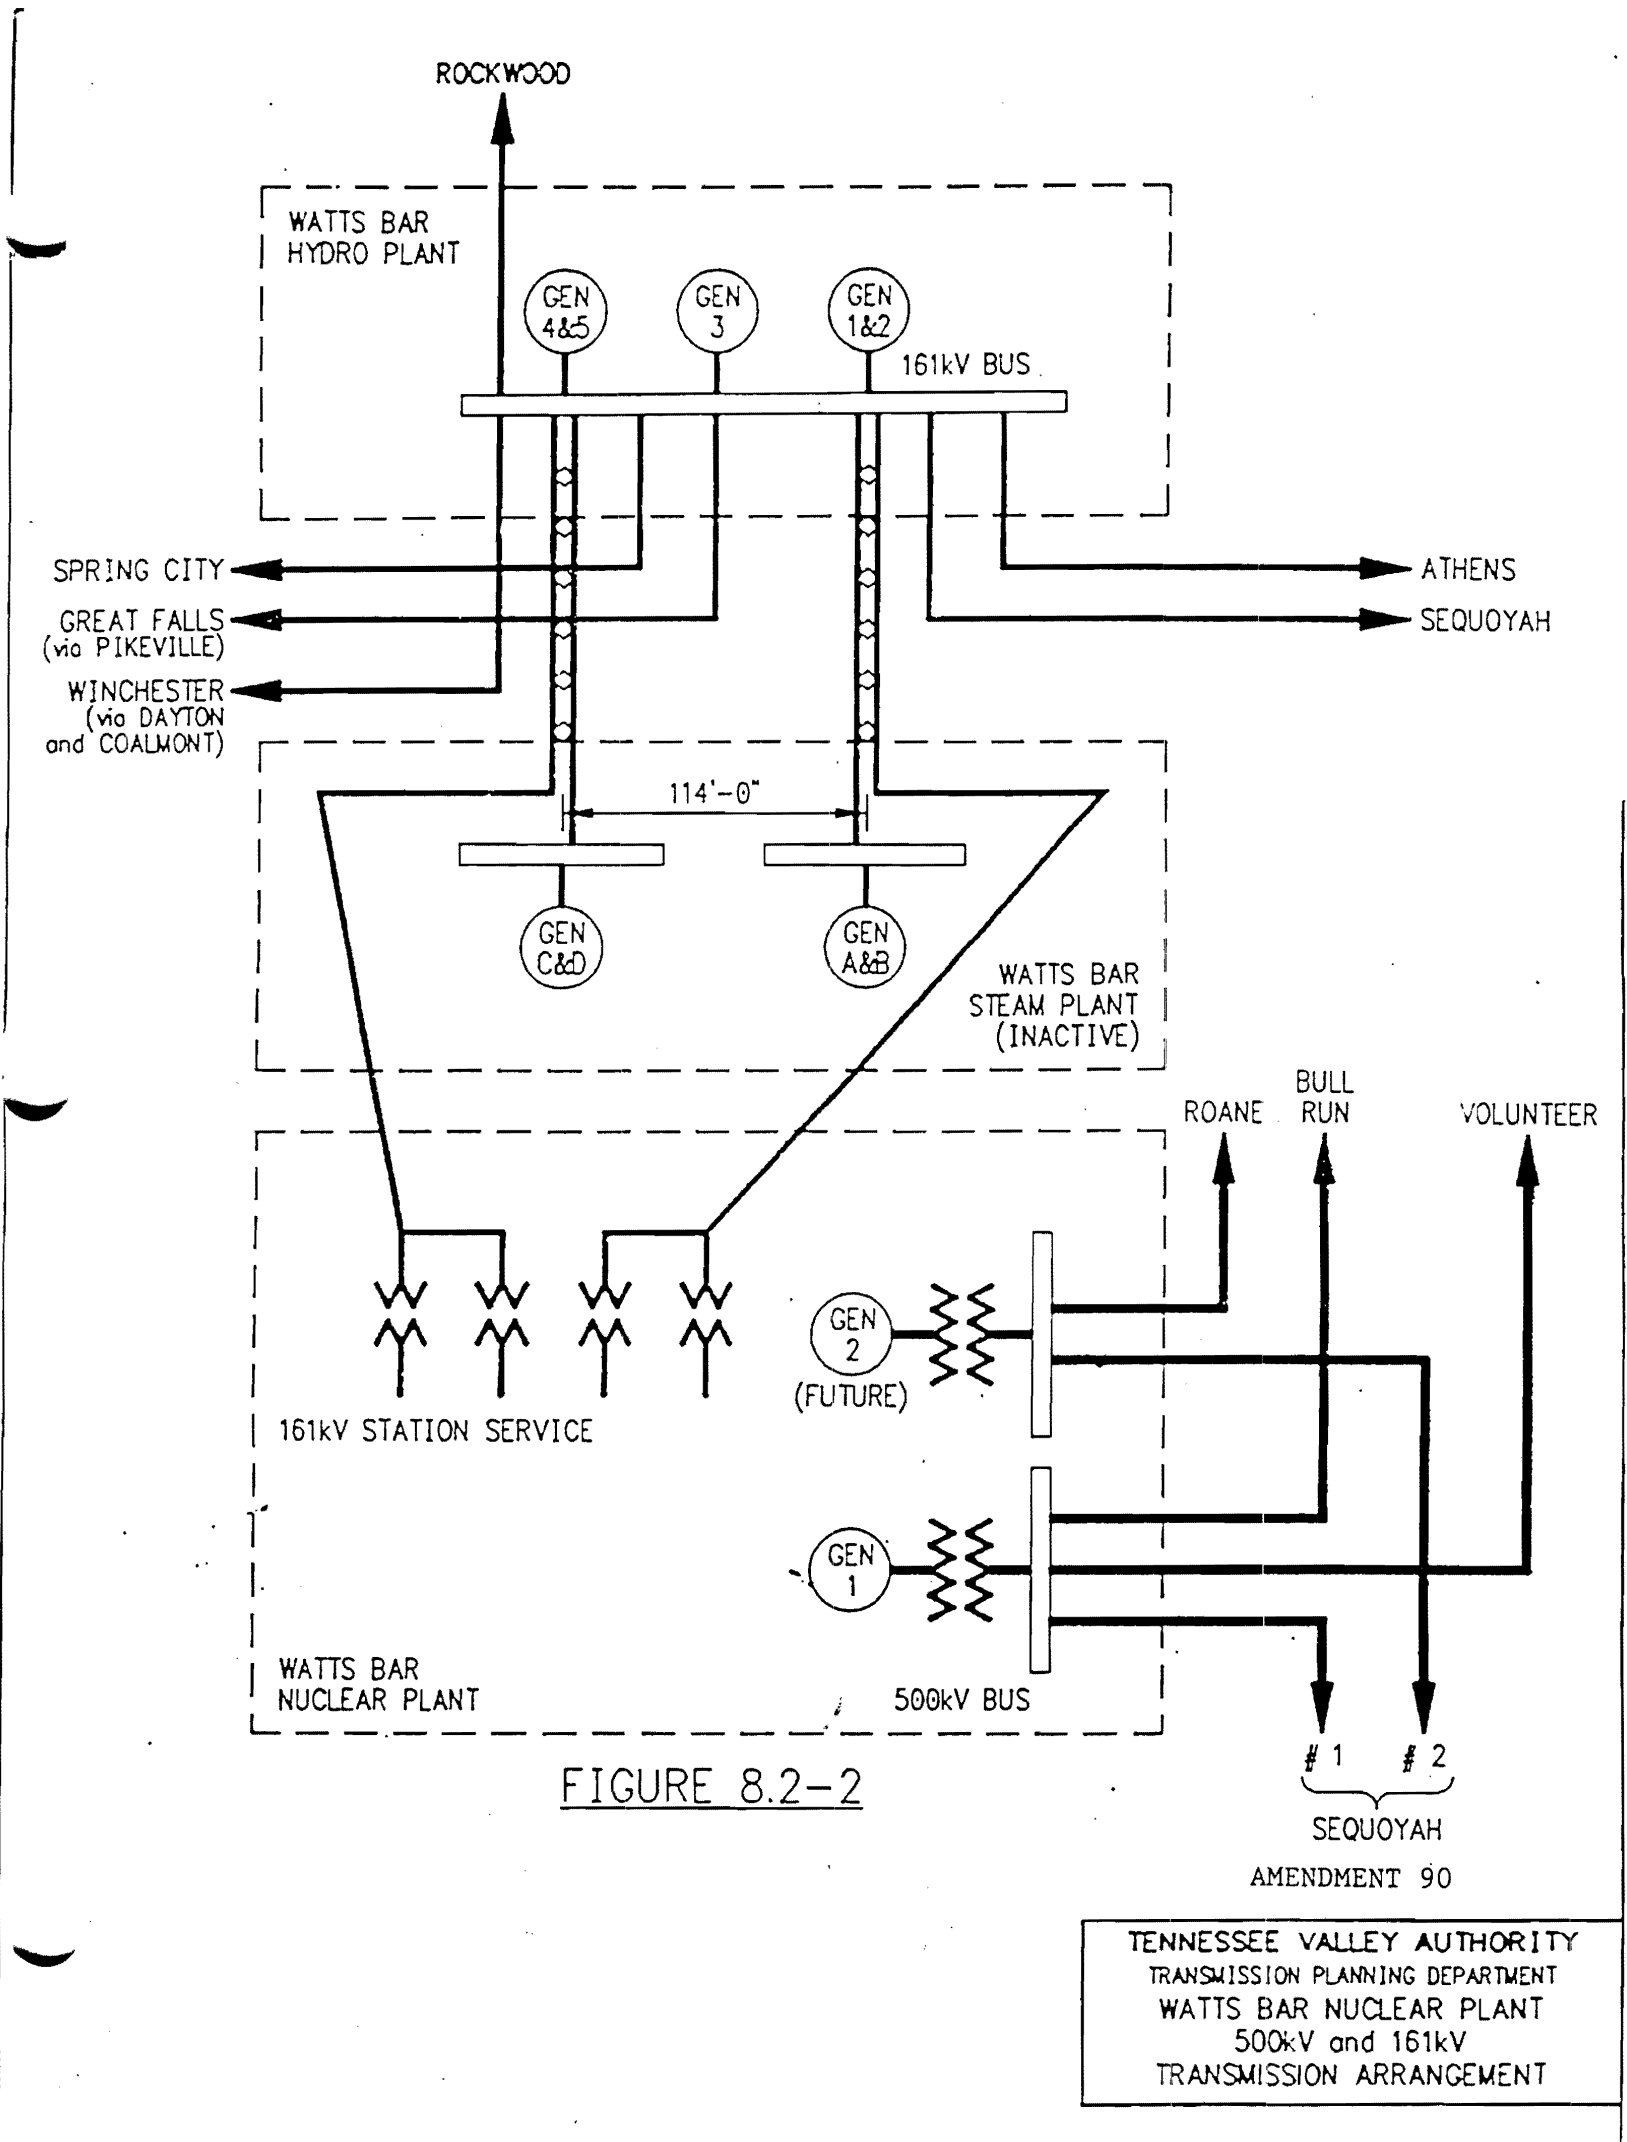 ROCKWOOD
WATTS BAR
HYDRO PLANT
GEN
4&5
GEN
3
GEN
1&2
161kV BUS
SPRING CITY
GREAT FALLS
(via PIKEVILLE)
WINCHESTER
(via DAYTON
and COALMONT)
ATHENS
SEQUOYAH
114'-0"
GEN
C&D
GEN
A&B
WATTS BAR
STEAM PLANT
(INACTIVE)
ROANE
BULL
RUN
VOLUNTEER
GEN
2
(FUTURE)
161kV STATION SERVICE
GEN
1
WATTS BAR
NUCLEAR PLANT
500kV BUS
# 1
# 2
SEQUOYAH
FIGURE 8.2-2
AMENDMENT 90
TENNESSEE VALLEY AUTHORITY
TRANSMISSION PLANNING DEPARTMENT
WATTS BAR NUCLEAR PLANT
500kV and 161kV
TRANSMISSION ARRANGEMENT